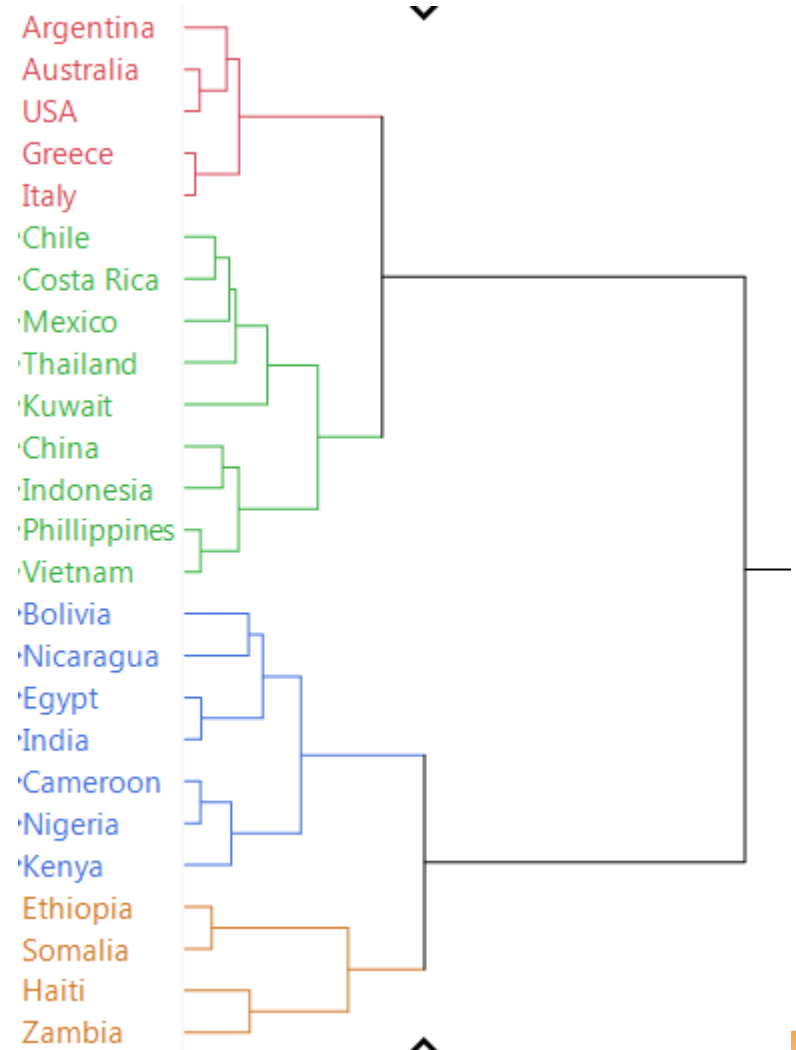 Argentina
Australia
USA
Greece
Italy
Chile
Costa Rica
Mexico
Thailand
Kuwait
China
Indonesia
Phillippines
Vietnam
Bolivia
Nicaragua
Egypt
India
Cameroon
Nigeria
Kenya
Ethiopia
Somalia
Haiti
Zambia